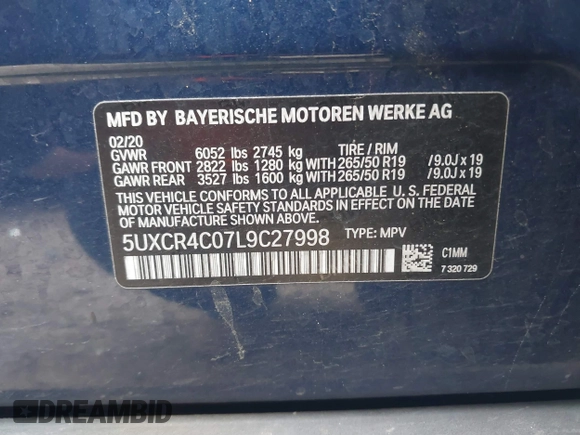 MFD BY BAYERISCHE MOTOREN WERKE AG
02/20
GVWR 6052 lbs 2745 kg TIRE / RIM
GAWR FRONT 2822 lbs 1280 kg WITH 265/50 R19 /9.0J x 19
GAWR REAR 3527 lbs 1600 kg WITH 265/50 R19 /9.0J x 19
THIS VEHICLE CONFORMS TO ALL APPLICABLE U. S. FEDERAL
MOTOR VEHICLE SAFETY STANDARDS IN EFFECT ON THE DATE
OF MANUFACTURE SHOWN ABOVE.
5UXCR4C07L9C27998 TYPE: MPV
C1MM
7 320 729
DREAMBID